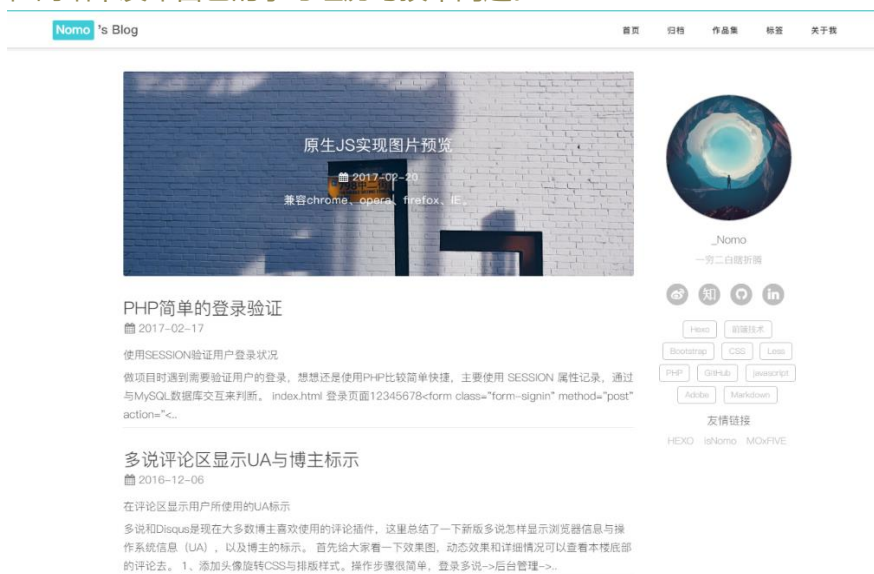 Nomo 's Blog
首页 归档 作品集 标签 关于我
原生JS实现图片预览
2017-02-20
兼容chrome、opera、firefox、IE。
PHP简单的登录验证
2017-02-17
使用SESSION验证用户登录状况
做项目时遇到需要验证用户的登录，想想还是使用PHP比较简单快捷，主要使用 SESSION 属性记录，通过
与MySQL数据库交互来判断。 index.html 登录页面12345678<form class="form-signin" method="post"
action="<..
多说评论区显示UA与博主标示
2016-12-06
在评论区显示用户所使用的UA标示
多说和Disqus是现在大多数博主喜欢使用的评论插件，这里总结了一下新版多说怎样显示浏览器信息与操
作系统信息（UA），以及博主的标示。 首先给大家看一下效果图，动态效果和详细情况可以查看本楼底部
的评论去。 1、添加头像旋转CSS与排版样式。操作步骤很简单，登录多说->后台管理->..
_Nomo
一穷二白瞎折腾
知 in
Hexo 前端技术
Bootstrap CSS Less
PHP GitHub javascript
Adobe Markdown
友情链接
HEXO isNomo MOxFIVE